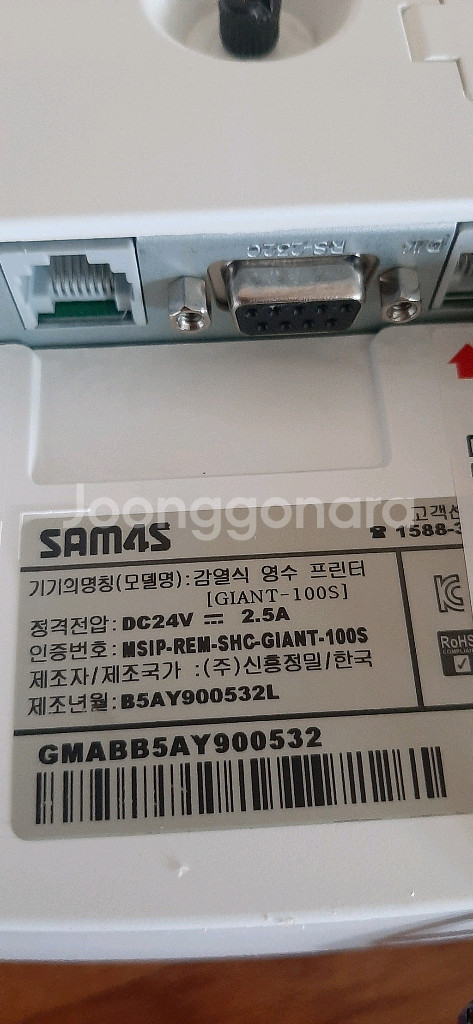 RS-232C
Joonggonara
고객센
☎ 1588-3
SAM4S
기기의명칭(모델명):감열식 영수 프린터
[GIANT-100S]
정격전압: DC24V ⎓ 2.5A
인증번호: MSIP-REM-SHC-GIANT-100S
제조자/제조국가 :(주)신흥정밀/한국
제조년월: B5AY900532L
RoHS
COMPLIAN
GMABB5AY900532